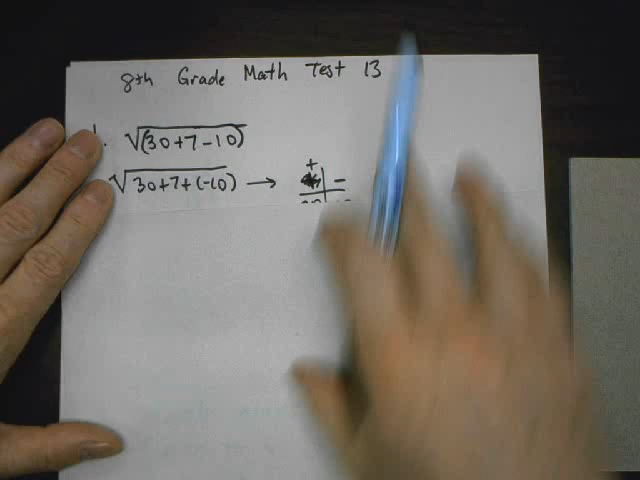 8th Grade Math Test 13
1. √(30+7-10)
√30+7+(-10) → + | -